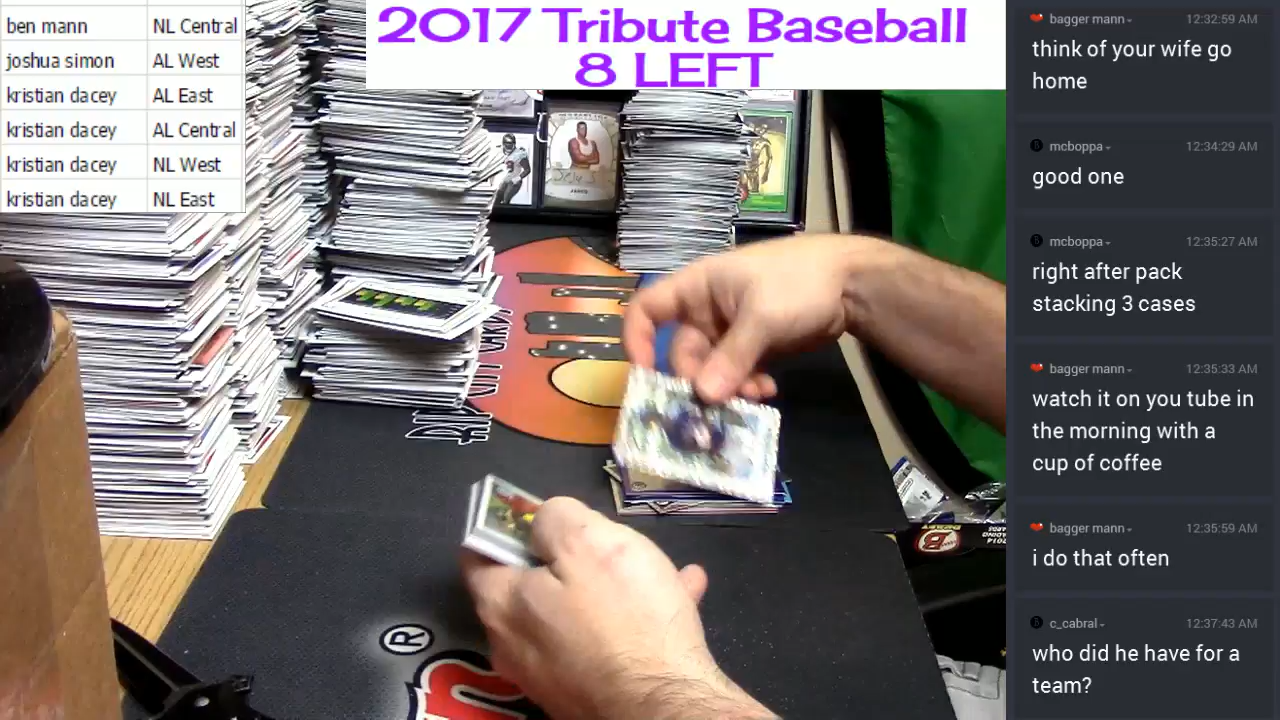 ben mann NL Central
joshua simon AL West
kristian dacey AL East
kristian dacey AL Central
kristian dacey NL West
kristian dacey NL East
2017 Tribute Baseball
8 LEFT
CITY CARDS
®
2014
bagger mann 12:32:59 AM
think of your wife go
home
mcboppa 12:34:29 AM
good one
mcboppa 12:35:27 AM
right after pack
stacking 3 cases
bagger mann 12:35:33 AM
watch it on you tube in
the morning with a
cup of coffee
bagger mann 12:35:59 AM
i do that often
c_cabral 12:37:43 AM
who did he have for a
team?